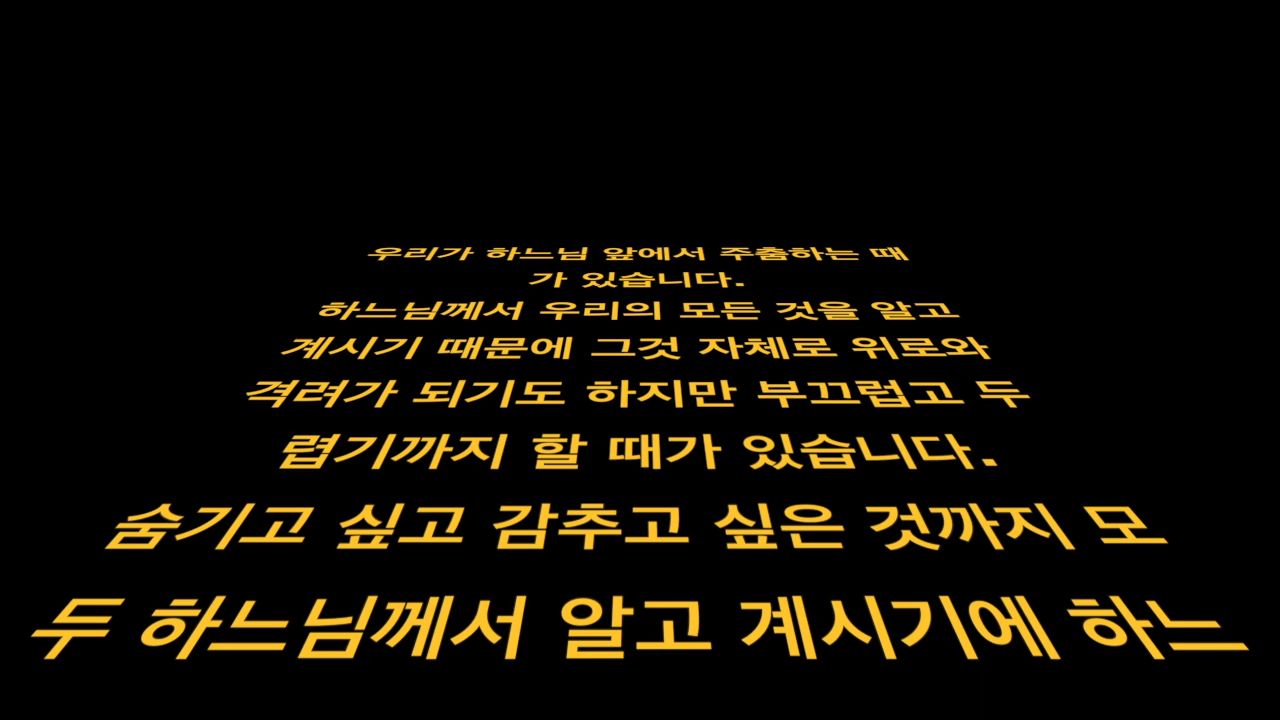 우리가 하느님 앞에서 주춤하는 때
가 있습니다.
하느님께서 우리의 모든 것을 알고
계시기 때문에 그것 자체로 위로와
격려가 되기도 하지만 부끄럽고 두
렵기까지 할 때가 있습니다.
숨기고 싶고 감추고 싶은 것까지 모
두 하느님께서 알고 계시기에 하느